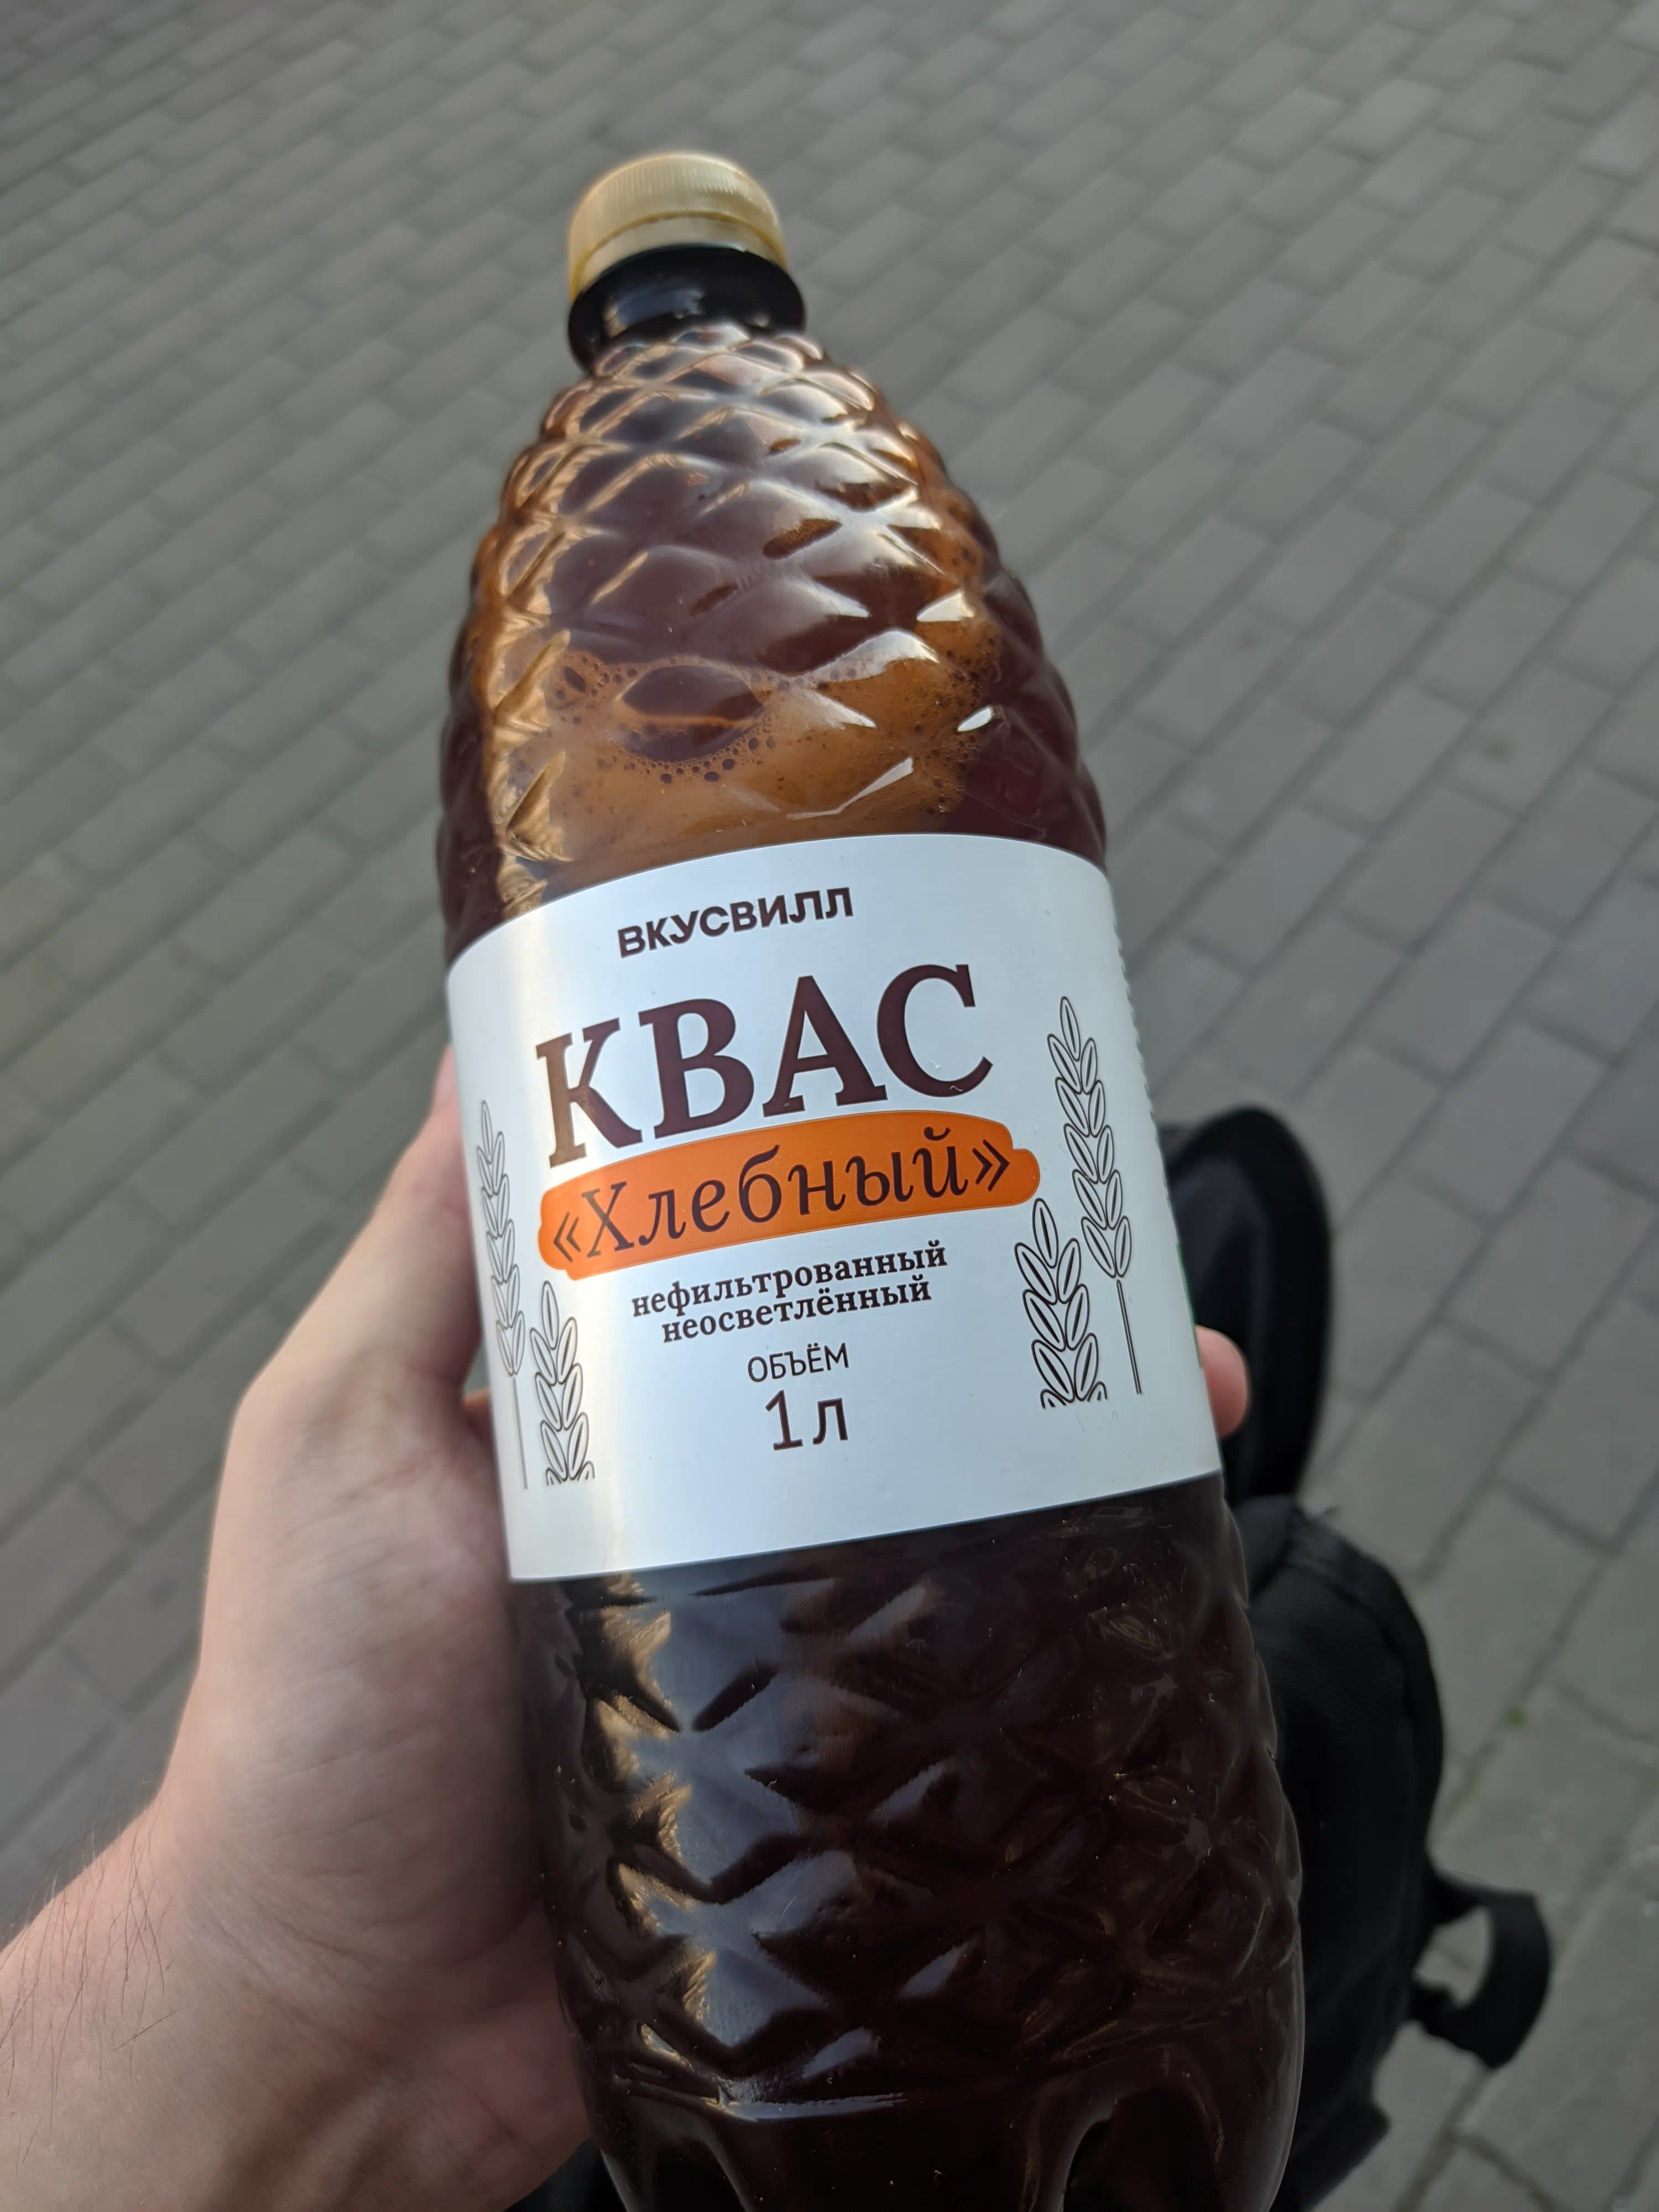 ВКУСВИЛЛ
КВАС
«Хлебный»
нефильтрованный
неосветлённый
ОБЪЁМ
1 л